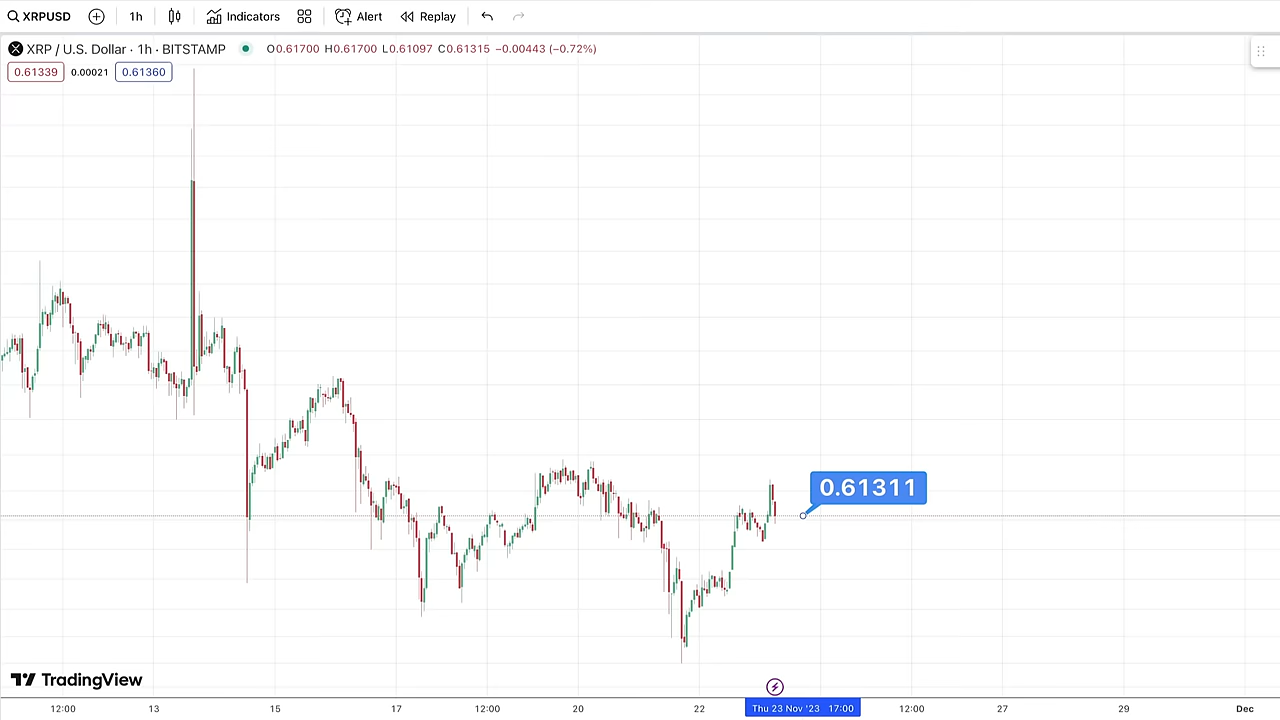 XRPUSD 1h Indicators Alert Replay
XRP / U.S. Dollar · 1h · BITSTAMP O0.61700 H0.61700 L0.61097 C0.61315 −0.00443 (−0.72%)
0.61339 0.00021 0.61360
0.61311
TradingView
12:00 13 15 17 12:00 20 22 Thu 23 Nov '23 17:00 12:00 27 29 Dec